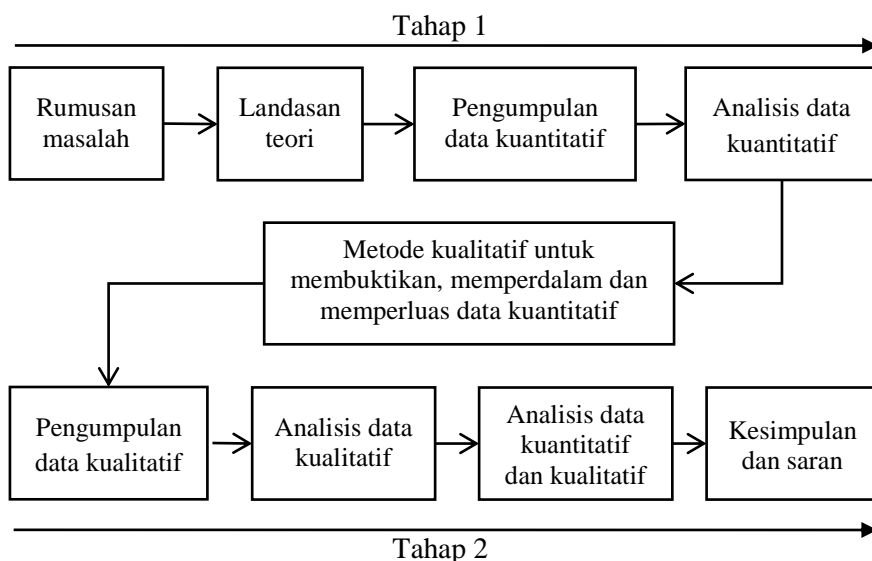 Tahap 1
Rumusan
masalah
Landasan
teori
Pengumpulan
data kuantitatif
Analisis data
kuantitatif
Metode kualitatif untuk
membuktikan, memperdalam dan
memperluas data kuantitatif
Pengumpulan
data kualitatif
Analisis data
kualitatif
Analisis data
kuantitatif
dan kualitatif
Kesimpulan
dan saran
Tahap 2